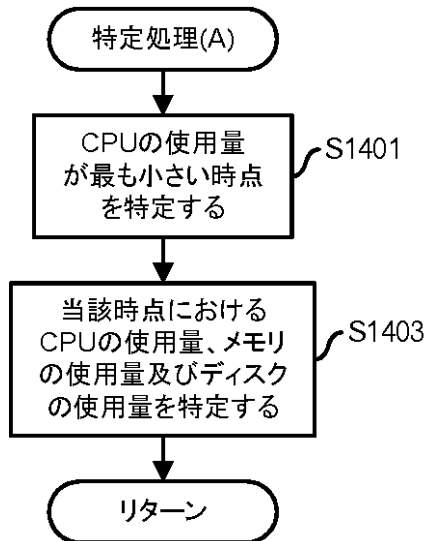 特定処理(A)
CPUの使用量
が最も小さい時点
を特定する
S1401
当該時点における
CPUの使用量、メモリ
の使用量及びディスク
の使用量を特定する
S1403
リターン